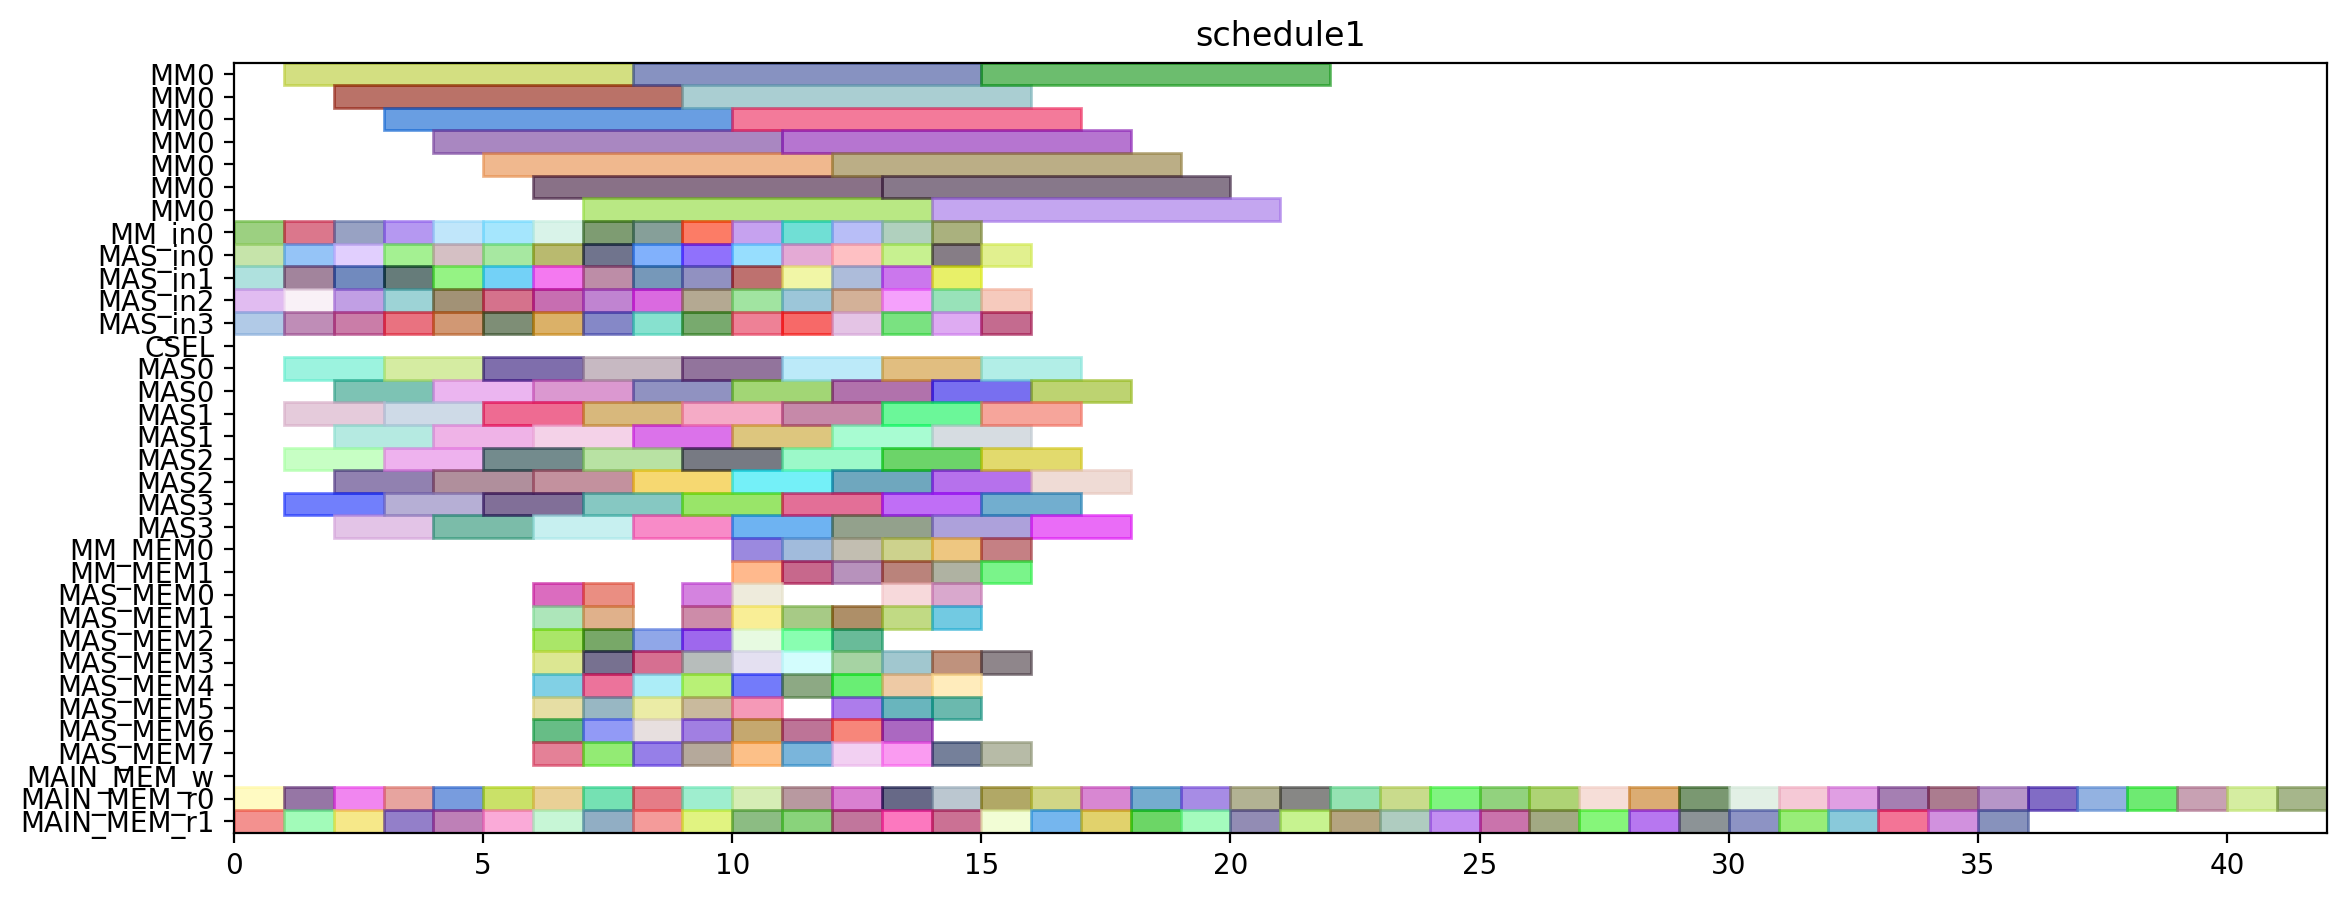 schedule1
MM0
MM0
MM0
MM0
MM0
MM0
MM0
MM_in0
MAS_in0
MAS_in1
MAS_in2
MAS_in3
CSEL
MAS0
MAS0
MAS1
MAS1
MAS2
MAS2
MAS3
MAS3
MM_MEM0
MM_MEM1
MAS_MEM0
MAS_MEM1
MAS_MEM2
MAS_MEM3
MAS_MEM4
MAS_MEM5
MAS_MEM6
MAS_MEM7
MAIN_MEM_w
MAIN_MEM_r0
MAIN_MEM_r1
0 5 10 15 20 25 30 35 40